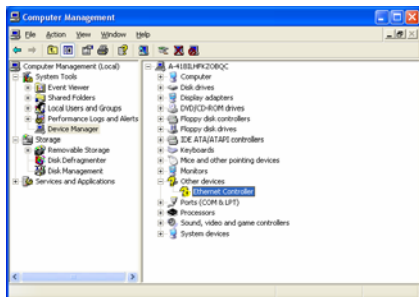 Computer Management
File Action View Window Help
Computer Management (Local)
System Tools
Event Viewer
Shared Folders
Local Users and Groups
Performance Logs and Alerts
Device Manager
Storage
Removable Storage
Disk Defragmenter
Disk Management
Services and Applications
Computer
Disk drives
Display adapters
DVD/CD-ROM drives
Floppy disk controllers
Floppy disk drives
IDE ATA/ATAPI controllers
Keyboards
Mice and other pointing devices
Monitors
Other devices
Ethernet Controller
Ports (COM & LPT)
Processors
Sound, video and game controllers
System devices